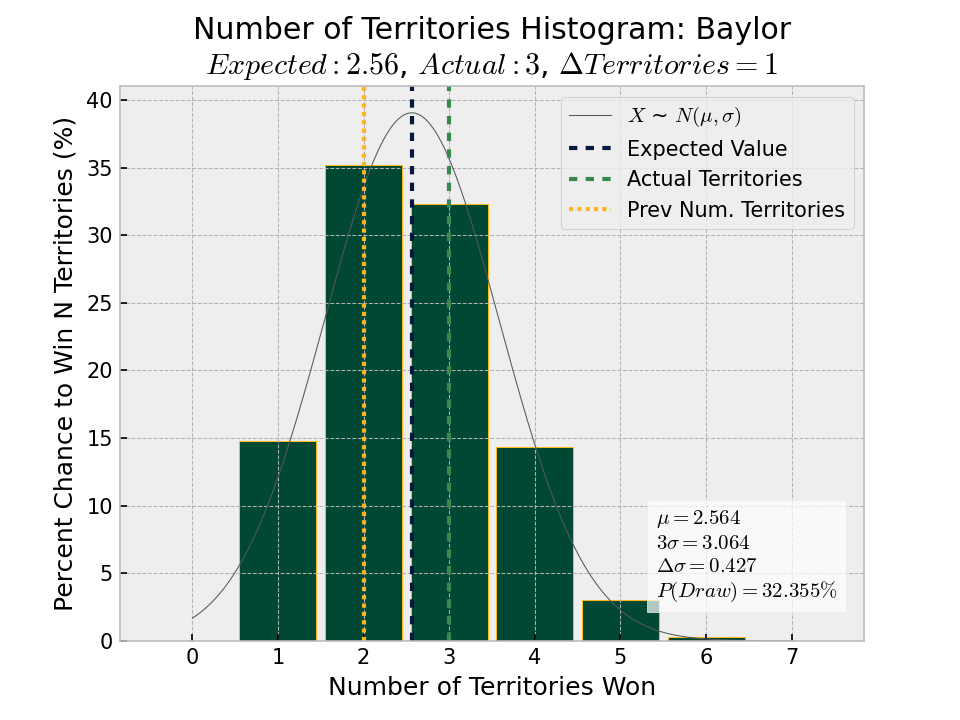 Number of Territories Histogram: Baylor
Expected : 2.56, Actual : 3, ΔTerritories = 1
Percent Chance to Win N Territories (%)
40
35
30
25
20
15
10
5
0
X ~ N(μ, σ)
Expected Value
Actual Territories
Prev Num. Territories
μ = 2.564
3σ = 3.064
Δσ = 0.427
P(Draw) = 32.355%
0 1 2 3 4 5 6 7
Number of Territories Won